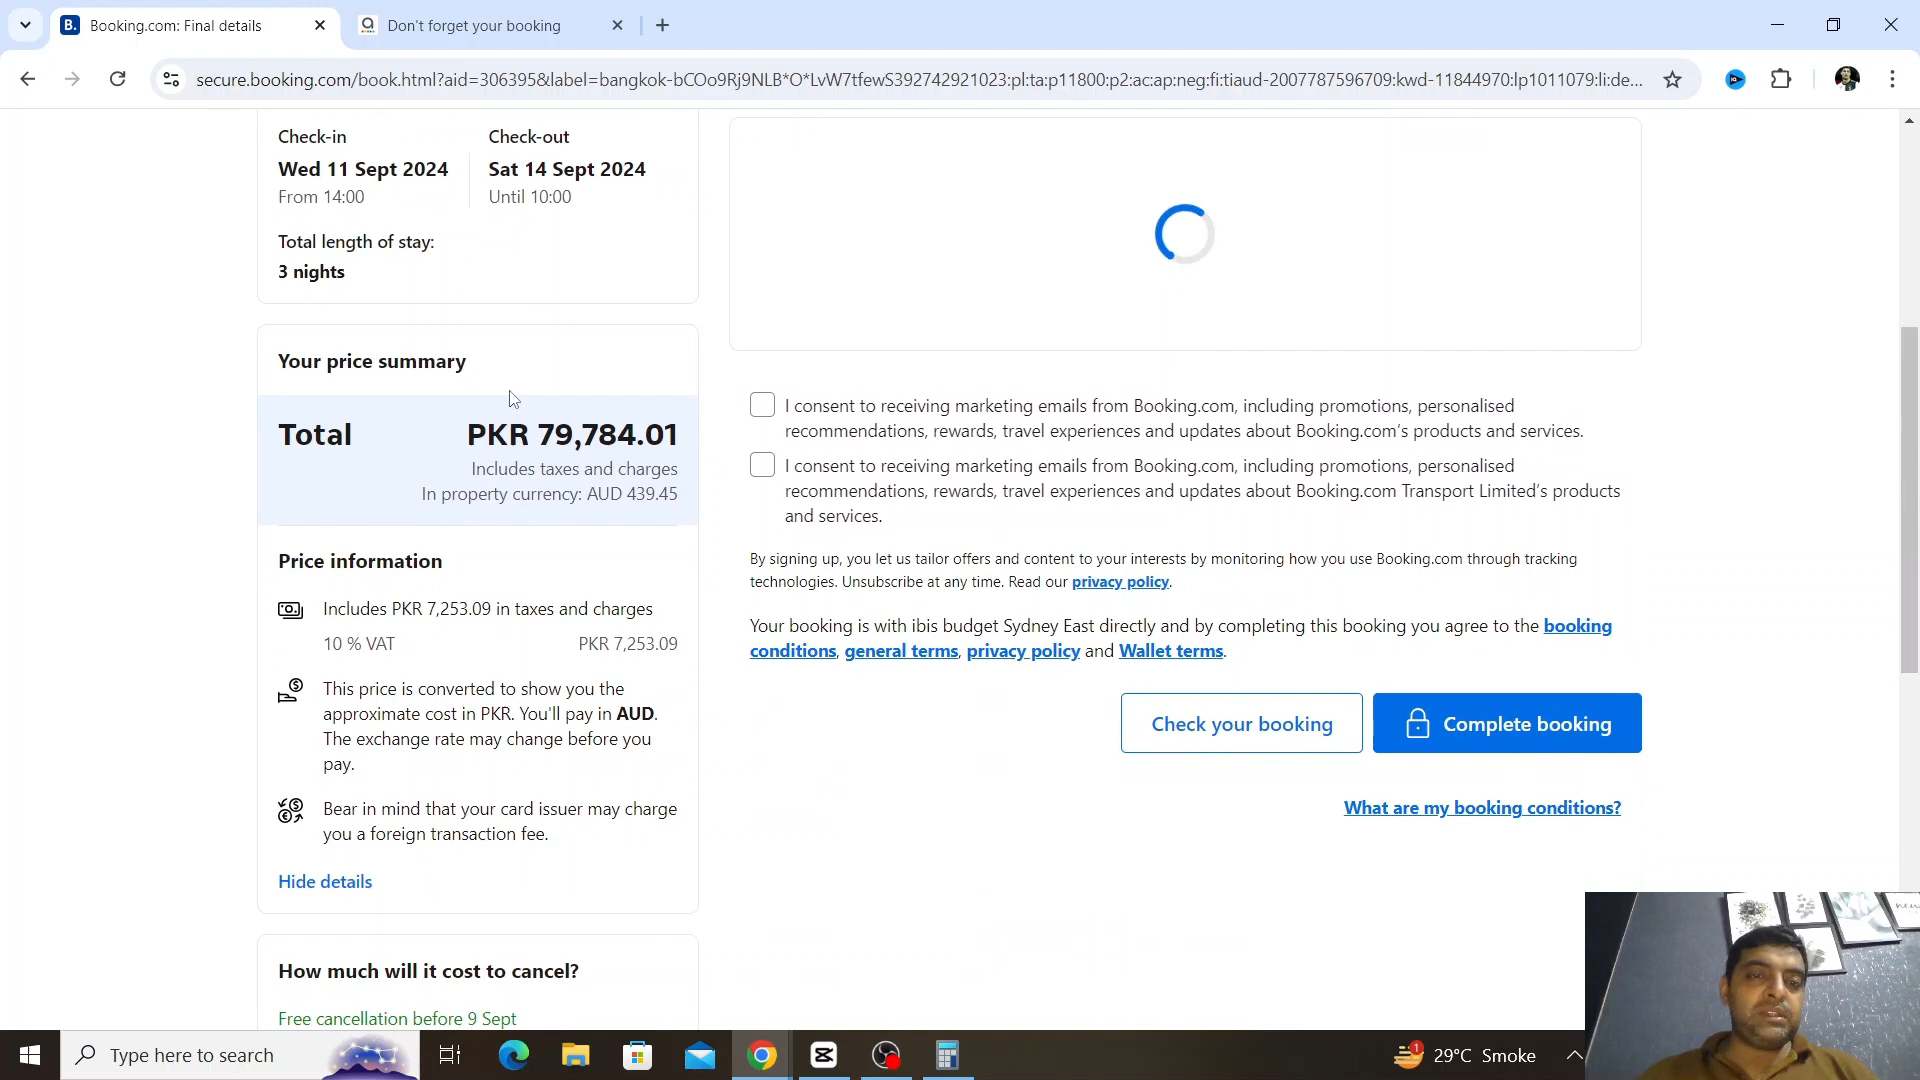 Booking.com: Final details
Don't forget your booking
secure.booking.com/book.html?aid=306395&label=bangkok-bCOo9Rj9NLB*O*LvW7tfewS392742921023:pl:ta:p11800:p2:ac:ap:neg:fi:tiaud-2007787596709:kwd-11844970:lp1011079:li:de...
Check-in
Wed 11 Sept 2024
From 14:00
Check-out
Sat 14 Sept 2024
Until 10:00
Total length of stay:
3 nights
Your price summary
Total PKR 79,784.01
Includes taxes and charges
In property currency: AUD 439.45
Price information
Includes PKR 7,253.09 in taxes and charges
10 % VAT PKR 7,253.09
This price is converted to show you the
approximate cost in PKR. You'll pay in AUD.
The exchange rate may change before you
pay.
Bear in mind that your card issuer may charge
you a foreign transaction fee.
Hide details
How much will it cost to cancel?
Free cancellation before 9 Sept
I consent to receiving marketing emails from Booking.com, including promotions, personalised
recommendations, rewards, travel experiences and updates about Booking.com's products and services.
I consent to receiving marketing emails from Booking.com, including promotions, personalised
recommendations, rewards, travel experiences and updates about Booking.com Transport Limited's products
and services.
By signing up, you let us tailor offers and content to your interests by monitoring how you use Booking.com through tracking
technologies. Unsubscribe at any time. Read our privacy policy.
Your booking is with ibis budget Sydney East directly and by completing this booking you agree to the booking
conditions, general terms, privacy policy and Wallet terms.
Check your booking
Complete booking
What are my booking conditions?
Type here to search
1
29°C Smoke